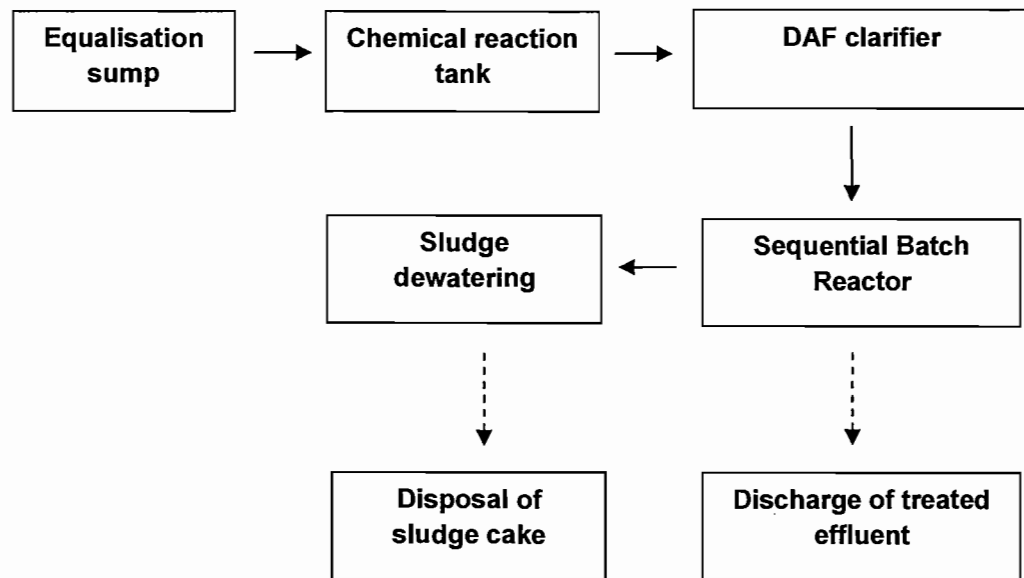 Equalisation
sump
Chemical reaction
tank
DAF clarifier
Sludge
dewatering
Sequential Batch
Reactor
Disposal of
sludge cake
Discharge of treated
effluent